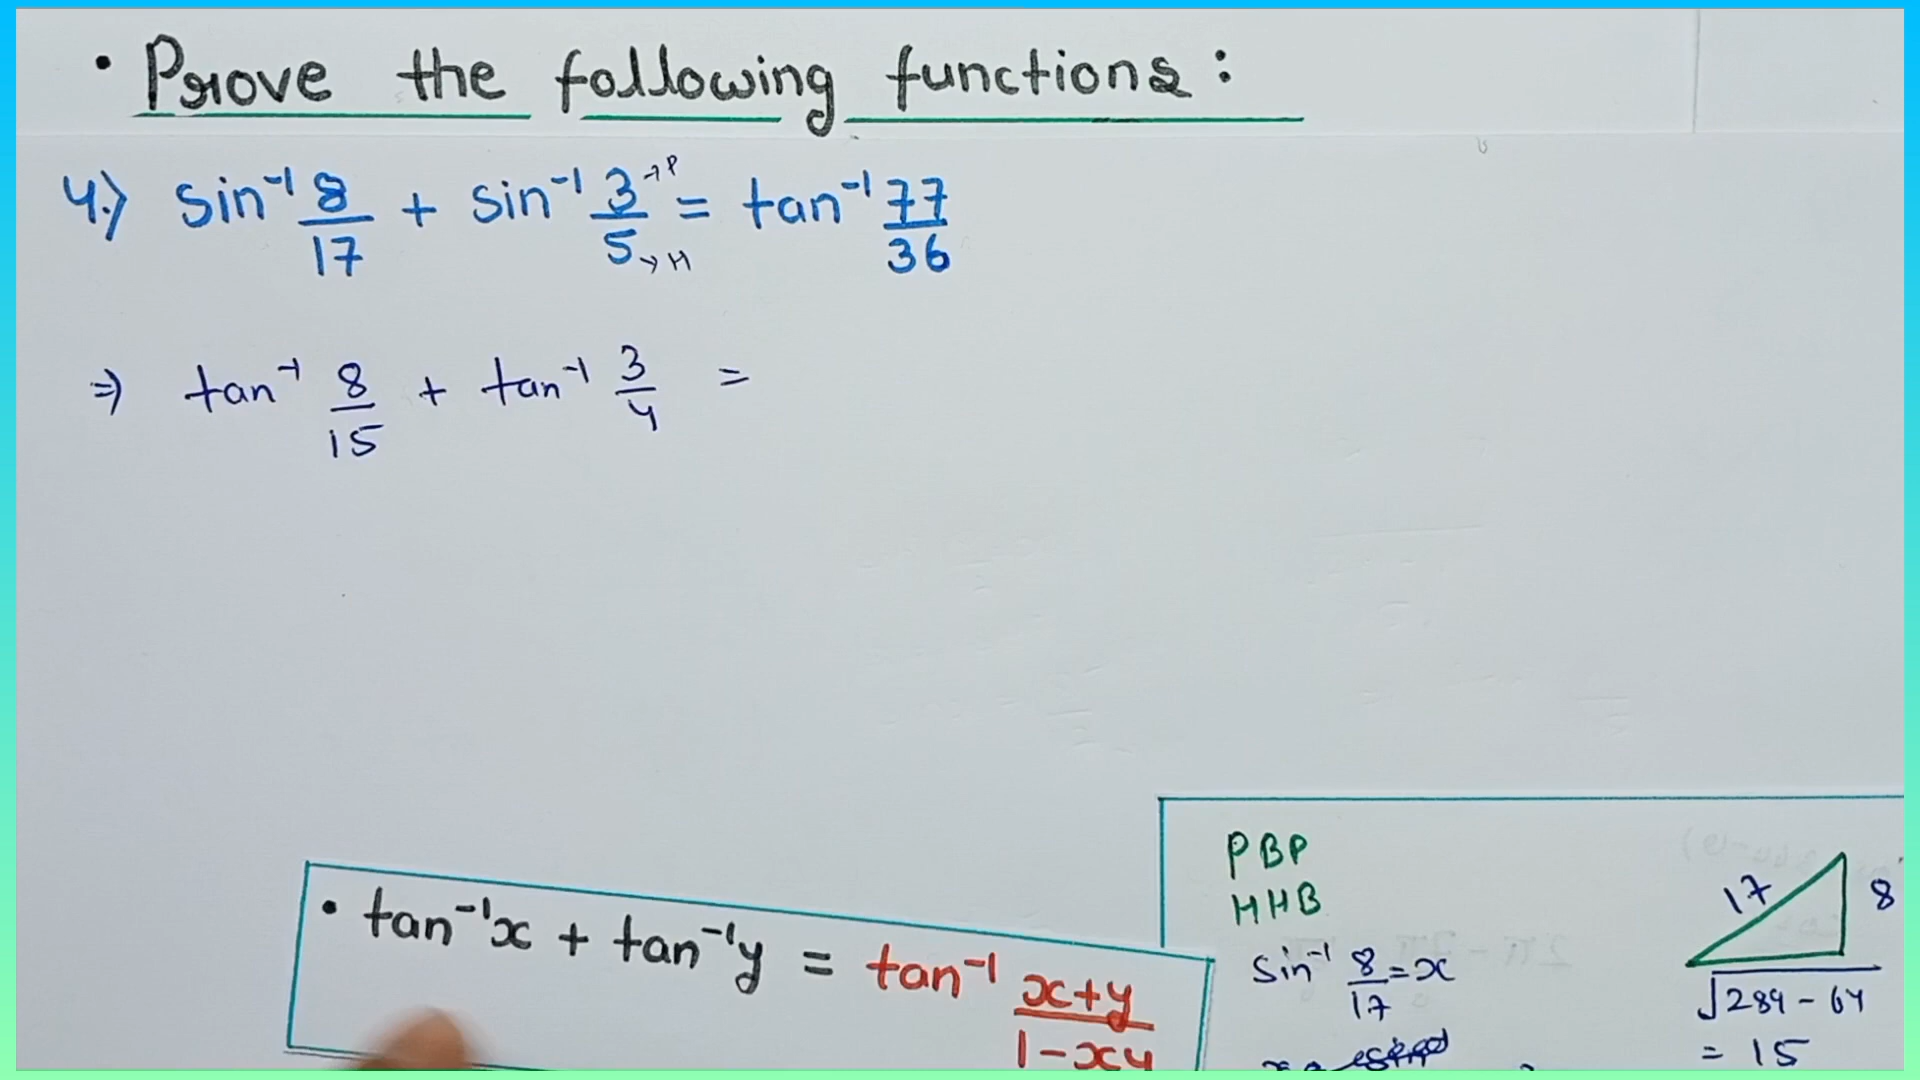 • Prove the following functions:
4.) sin⁻¹ 8/17 + sin⁻¹ 3/5 = tan⁻¹ 77/36
→P
→H
⇒ tan⁻¹ 8/15 + tan⁻¹ 3/4 =
• tan⁻¹x + tan⁻¹y = tan⁻¹ x+y/1-xy
PBP
HHB
sin⁻¹ 8/17 = x
17
8
√289-64
= 15